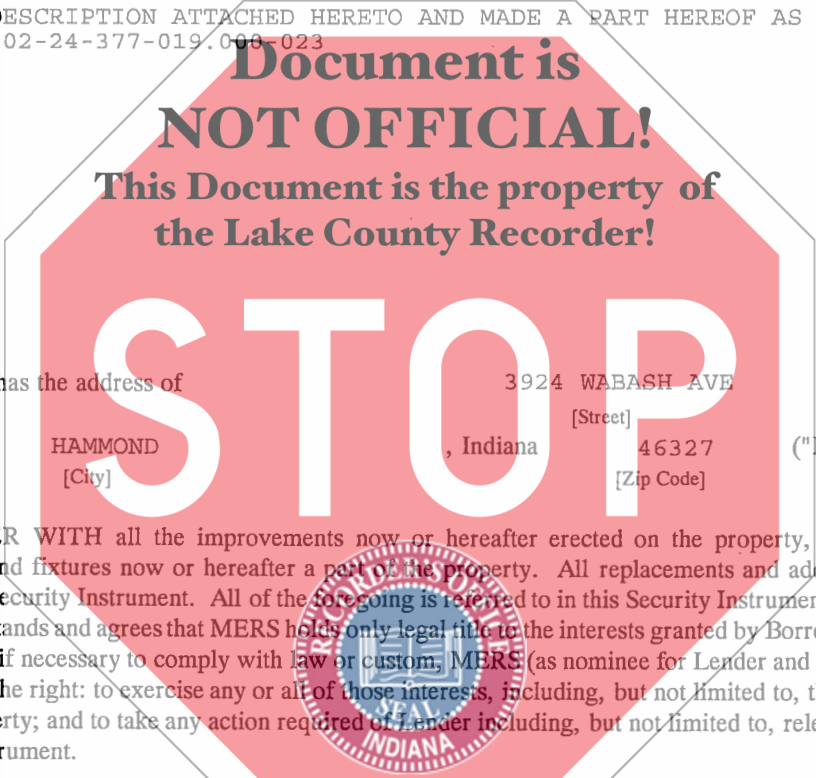 ESCRIPTION ATTACHED HERETO AND MADE A PART HEREOF AS
02-24-377-019.000-023
Document is
NOT OFFICIAL!
This Document is the property of
the Lake County Recorder!
STOP
has the address of 3924 WABASH AVE
[Street]
HAMMOND , Indiana 46327 ("
[City] [Zip Code]
R WITH all the improvements now or hereafter erected on the property,
nd fixtures now or hereafter a part of the property. All replacements and ad
ecurity Instrument. All of the foregoing is referred to in this Security Instrumen
tands and agrees that MERS holds only legal title to the interests granted by Borr
if necessary to comply with law or custom, MERS (as nominee for Lender and
he right: to exercise any or all of those interests, including, but not limited to, t
erty; and to take any action required of Lender including, but not limited to, rele
rument.
RECORDER'S OFFICE
SEAL
INDIANA